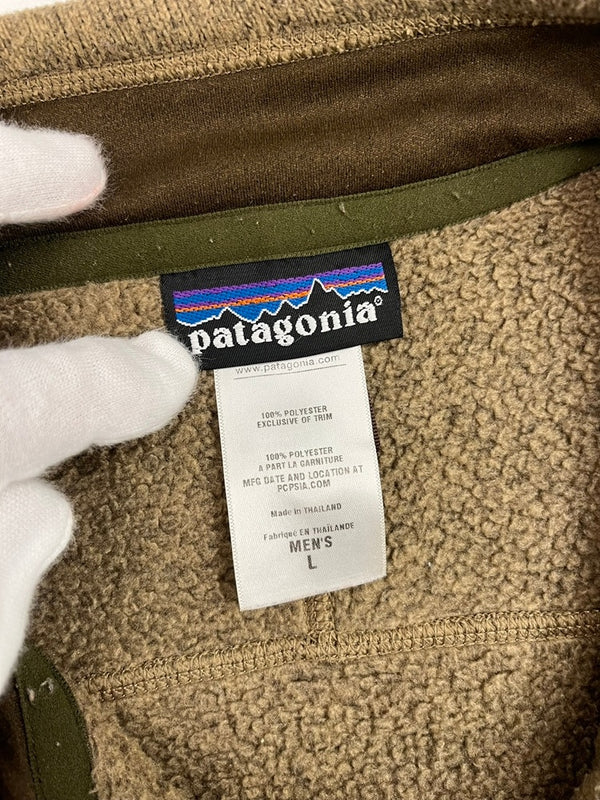 patagonia®
www.patagonia.com
100% POLYESTER
EXCLUSIVE OF TRIM
100% POLYESTER
A PART LA GARNITURE
MFG DATE AND LOCATION AT
PCPSIA.COM
Made in THAILAND
Fabriqué EN THAÏLANDE
MEN'S
L